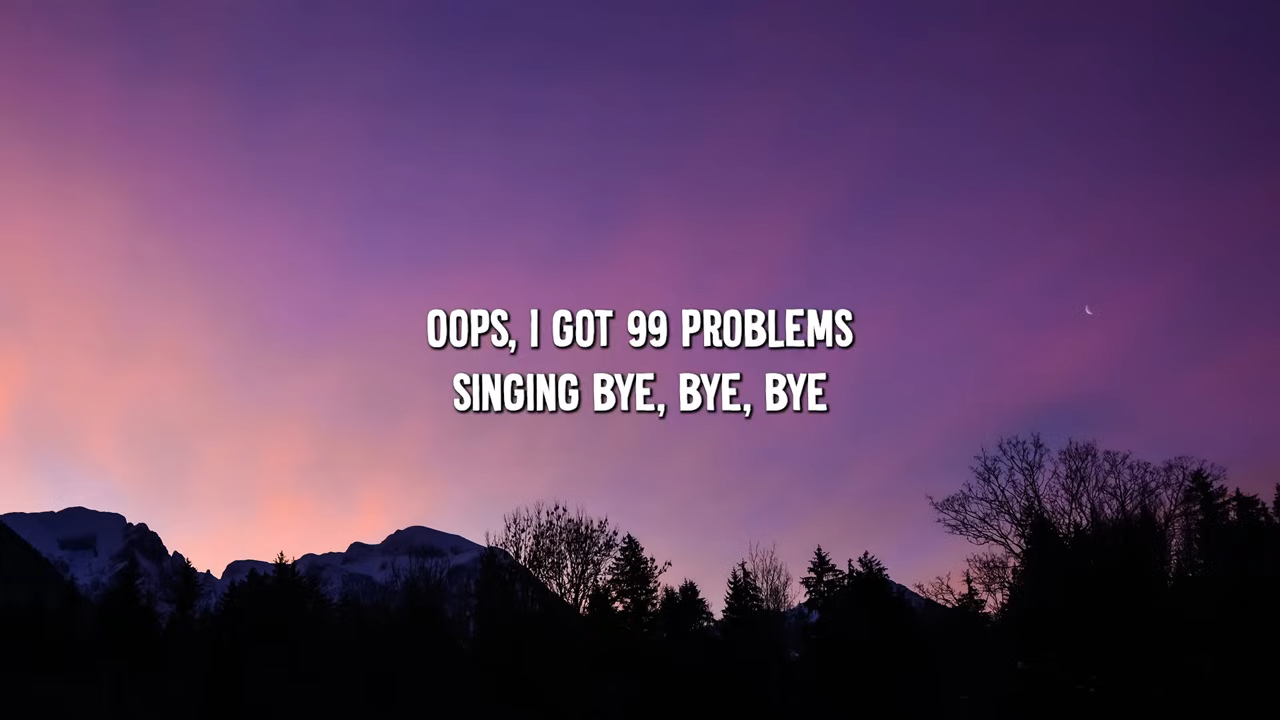 OOPS, I GOT 99 PROBLEMS
SINGING BYE, BYE, BYE